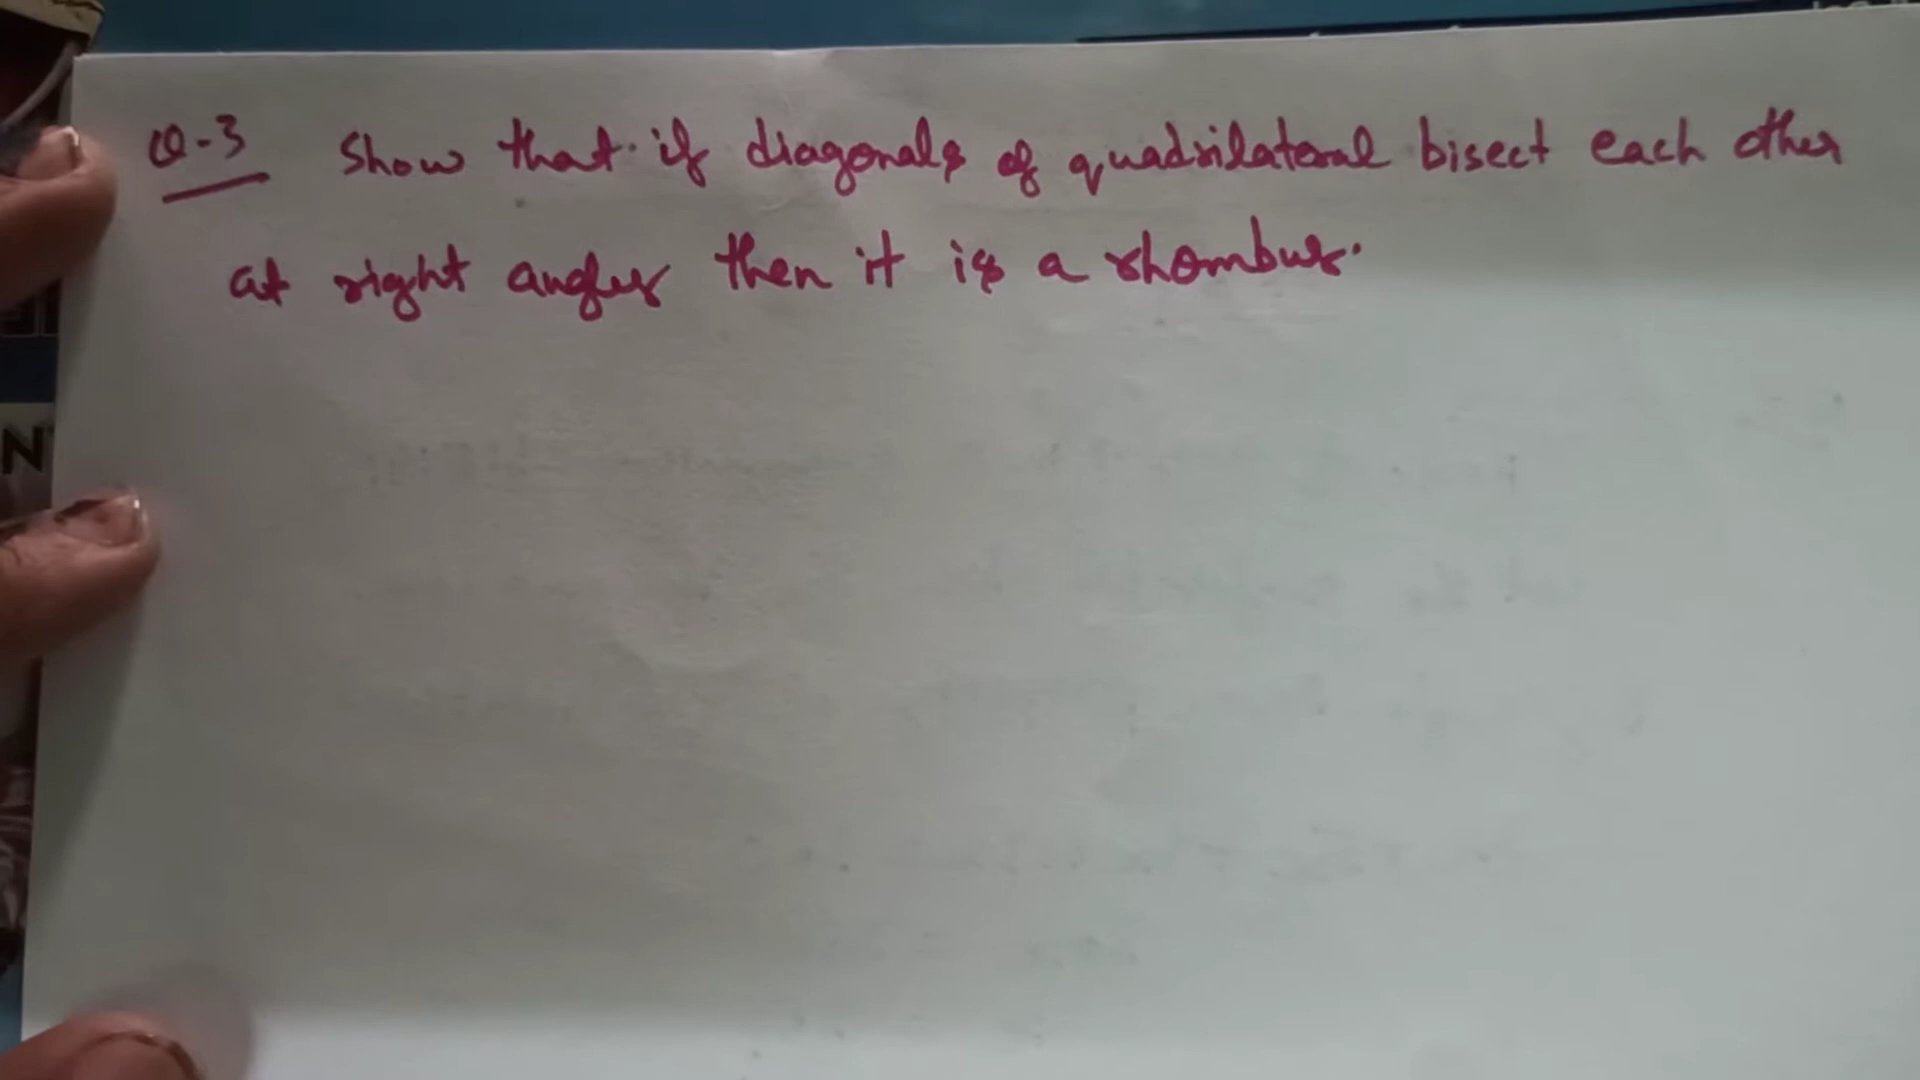 Q-3 Show that if diagonals of quadrilateral bisect each other
at right angles then it is a rhombus.
N